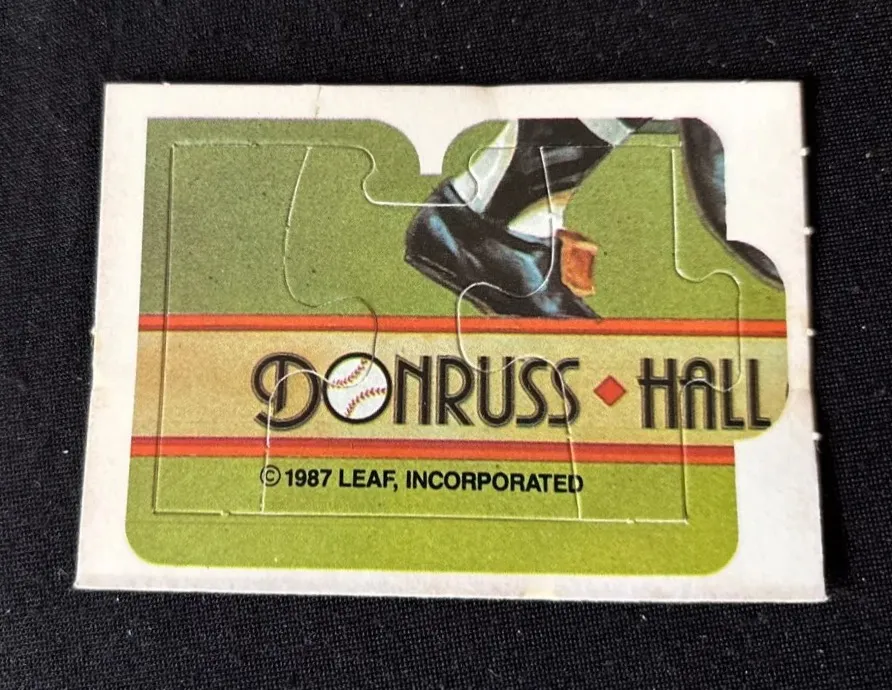 DONRUSS ♦ HALL
© 1987 LEAF, INCORPORATED